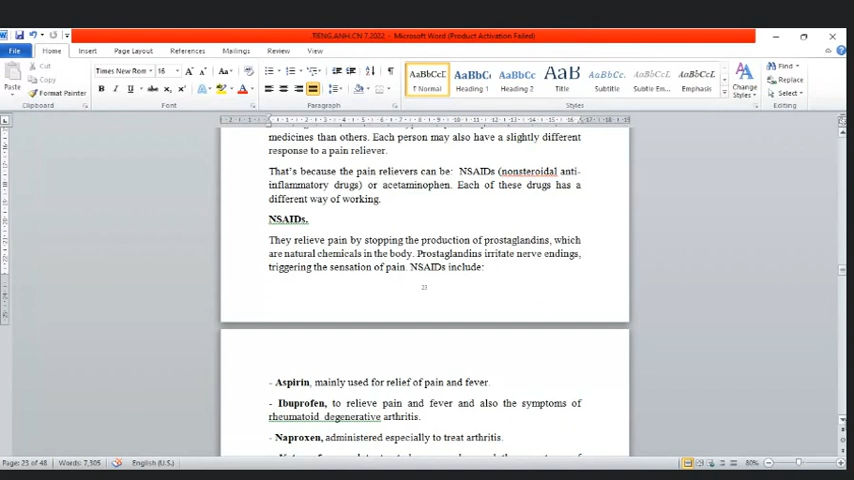 .TIENG.ANH.CN 7.2022 - Microsoft Word (Product Activation Failed)
File Home Insert Page Layout References Mailings Review View
Paste
Cut
Copy
Format Painter
Clipboard
Times New Rom 16
Font
Paragraph
AaBbCcI AaBbC AaBbCc AaB AaBbCc. AaBbCcL AaBbCcL
¶ Normal Heading 1 Heading 2 Title Subtitle Subtle Em... Emphasis
Change Styles
Styles
Find
Replace
Select
Editing
medicines than others. Each person may also have a slightly different
response to a pain reliever.
That's because the pain relievers can be: NSAIDs (nonsteroidal anti-
inflammatory drugs) or acetaminophen. Each of these drugs has a
different way of working.
NSAIDs.
They relieve pain by stopping the production of prostaglandins, which
are natural chemicals in the body. Prostaglandins irritate nerve endings,
triggering the sensation of pain. NSAIDs include:
23
- Aspirin, mainly used for relief of pain and fever.
- Ibuprofen, to relieve pain and fever and also the symptoms of
rheumatoid degenerative arthritis.
- Naproxen, administered especially to treat arthritis.
Page: 23 of 48 Words: 7,305 English (U.S.) 80%